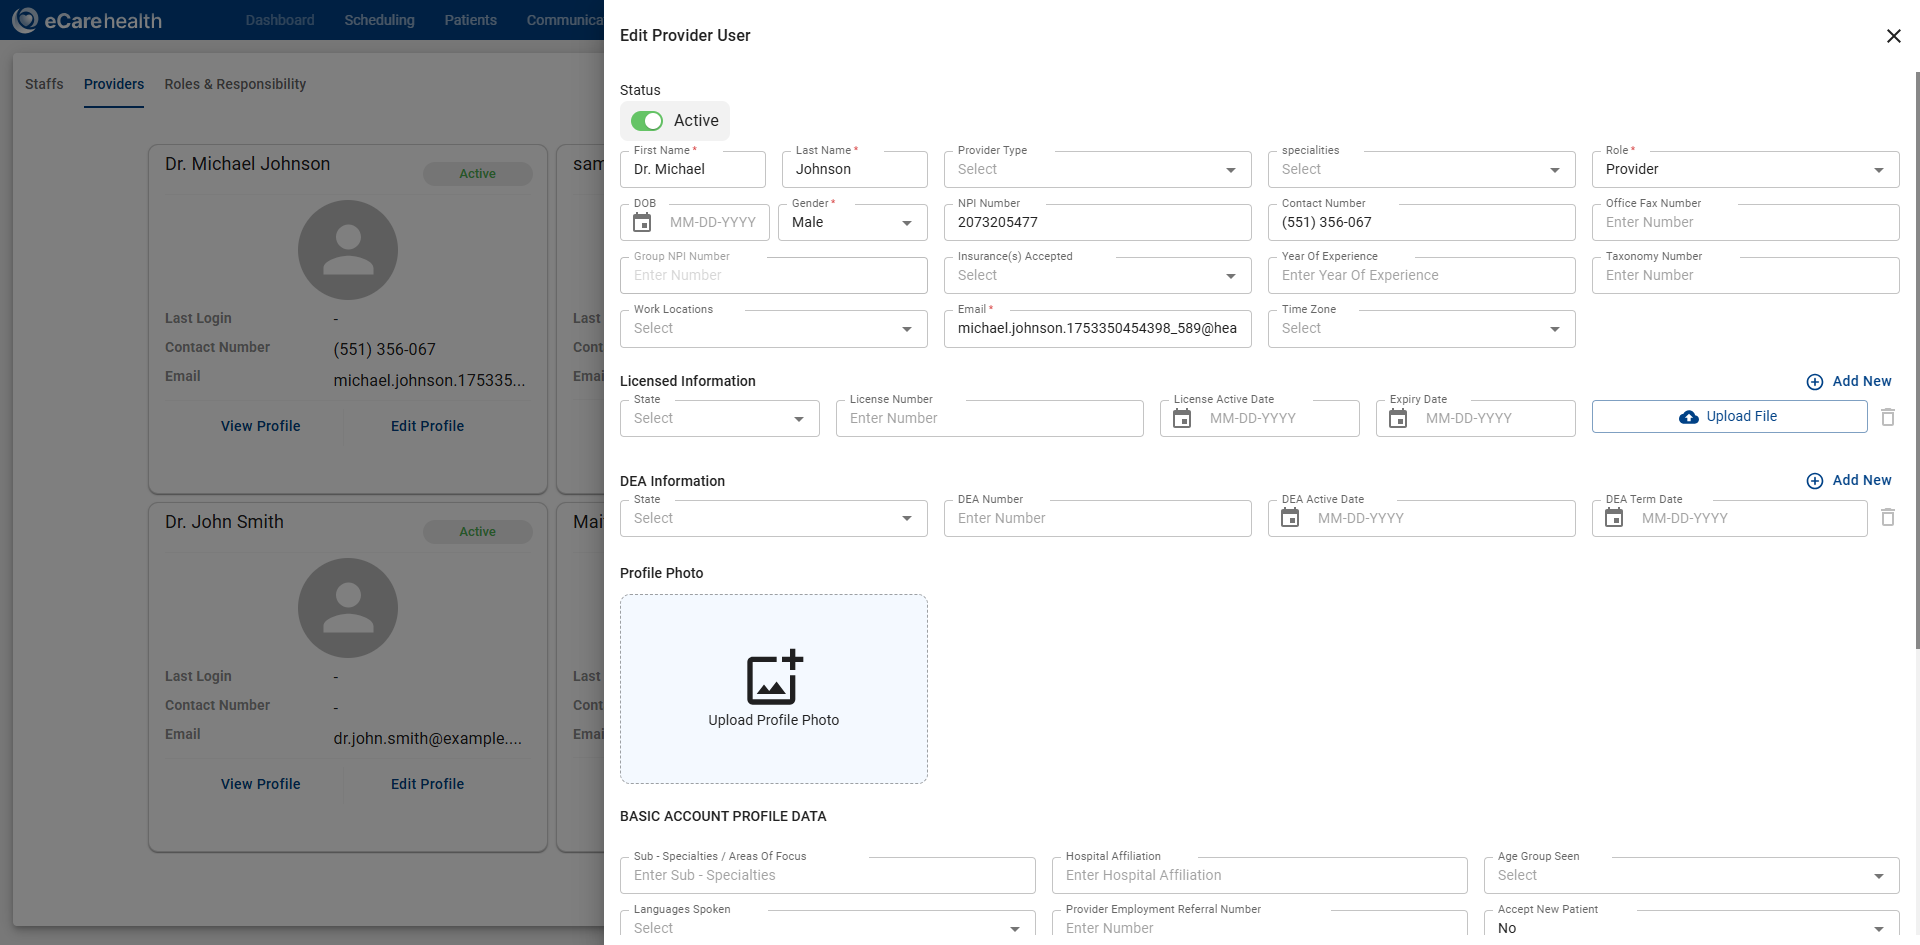 eCarehealth
Dashboard
Scheduling
Patients
Communica
Staffs
Providers
Roles & Responsibility
Dr. Michael Johnson
Active
Last Login
-
Contact Number
(551) 356-067
Email
michael.johnson.175335...
View Profile
Edit Profile
sam
Last
Cont
Emai
Dr. John Smith
Active
Last Login
-
Contact Number
-
Email
dr.john.smith@example....
View Profile
Edit Profile
Mai
Last
Cont
Emai
Edit Provider User
Status
Active
First Name *
Dr. Michael
Last Name *
Johnson
Provider Type
Select
specialities
Select
Role *
Provider
DOB
MM-DD-YYYY
Gender *
Male
NPI Number
2073205477
Contact Number
(551) 356-067
Office Fax Number
Enter Number
Group NPI Number
Enter Number
Insurance(s) Accepted
Select
Year Of Experience
Enter Year Of Experience
Taxonomy Number
Enter Number
Work Locations
Select
Email *
michael.johnson.1753350454398_589@hea
Time Zone
Select
Licensed Information
Add New
State
Select
License Number
Enter Number
License Active Date
MM-DD-YYYY
Expiry Date
MM-DD-YYYY
Upload File
DEA Information
Add New
State
Select
DEA Number
Enter Number
DEA Active Date
MM-DD-YYYY
DEA Term Date
MM-DD-YYYY
Profile Photo
Upload Profile Photo
BASIC ACCOUNT PROFILE DATA
Sub - Specialties / Areas Of Focus
Enter Sub - Specialties
Hospital Affiliation
Enter Hospital Affiliation
Age Group Seen
Select
Languages Spoken
Select
Provider Employment Referral Number
Enter Number
Accept New Patient
No